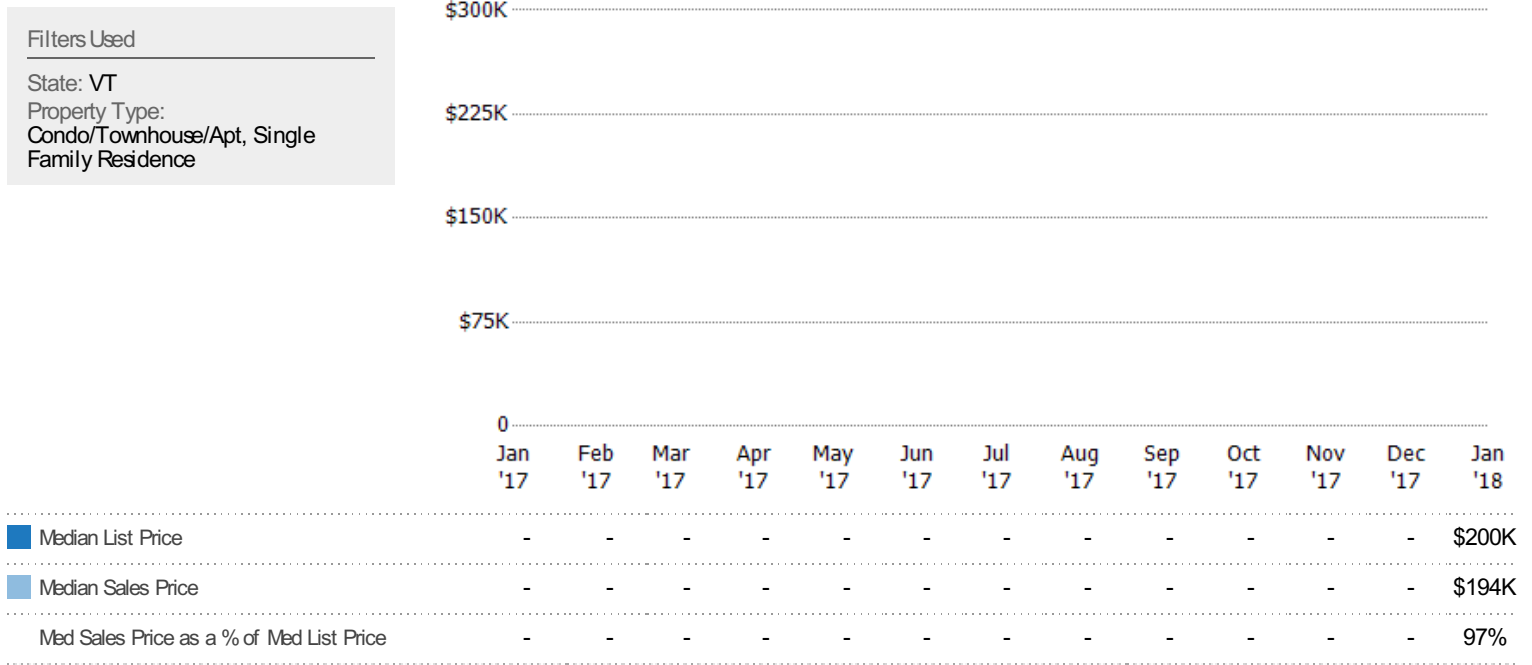 Filters Used
State: VT
Property Type:
Condo/Townhouse/Apt, Single
Family Residence
$300K
$225K
$150K
$75K
0
Jan Feb Mar Apr May Jun Jul Aug Sep Oct Nov Dec Jan
'17 '17 '17 '17 '17 '17 '17 '17 '17 '17 '17 '17 '18
Median List Price - - - - - - - - - - - - $200K
Median Sales Price - - - - - - - - - - - - $194K
Med Sales Price as a % of Med List Price - - - - - - - - - - - - 97%